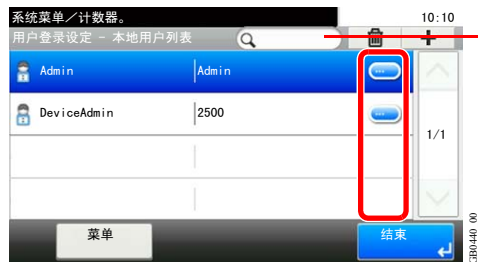 系统菜单／计数器。 10:10
用户登录设定 - 本地用户列表
Admin Admin
DeviceAdmin 2500
1/1
菜单 结束
GB0440_00